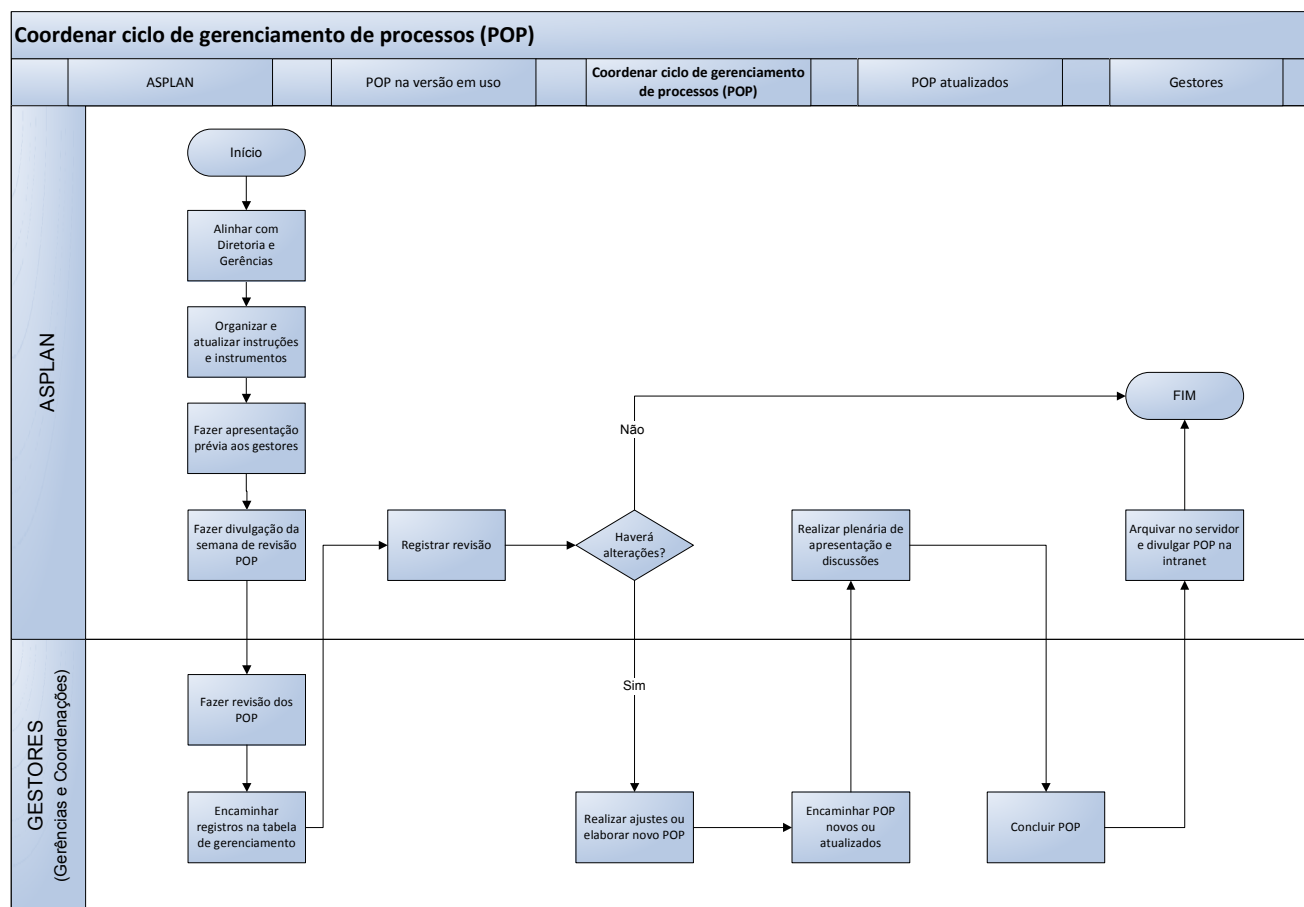 Coordenar ciclo de gerenciamento de processos (POP)
ASPLAN
POP na versão em uso
Coordenar ciclo de gerenciamento
de processos (POP)
POP atualizados
Gestores
ASPLAN
Início
Alinhar com
Diretoria e
Gerências
Organizar e
atualizar instruções
e instrumentos
Fazer apresentação
prévia aos gestores
Fazer divulgação da
semana de revisão
POP
Registrar revisão
Haverá
alterações?
Não
Sim
Realizar plenária de
apresentação e
discussões
Arquivar no servidor
e divulgar POP na
intranet
FIM
GESTORES
(Gerências e Coordenações)
Fazer revisão dos
POP
Encaminhar
registros na tabela
de gerenciamento
Realizar ajustes ou
elaborar novo POP
Encaminhar POP
novos ou
atualizados
Concluir POP